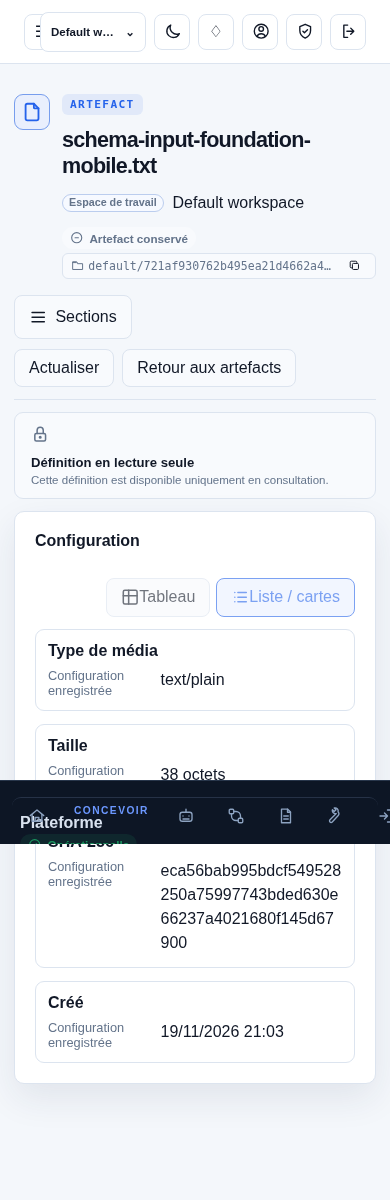 Default w...
ARTEFACT
schema-input-foundation-
mobile.txt
Espace de travail Default workspace
Artefact conservé
default/721af930762b495ea21d4662a4...
Sections
Actualiser Retour aux artefacts
Définition en lecture seule
Cette définition est disponible uniquement en consultation.
Configuration
Tableau Liste / cartes
Type de média
Configuration
enregistrée
text/plain
Taille
Configuration
38 octets
CONCEVOIR
Plateforme
Configuration
enregistrée
eca56bab995bdcf549528
250a75997743bded630e
66237a4021680f145d67
900
Créé
Configuration
enregistrée
19/11/2026 21:03